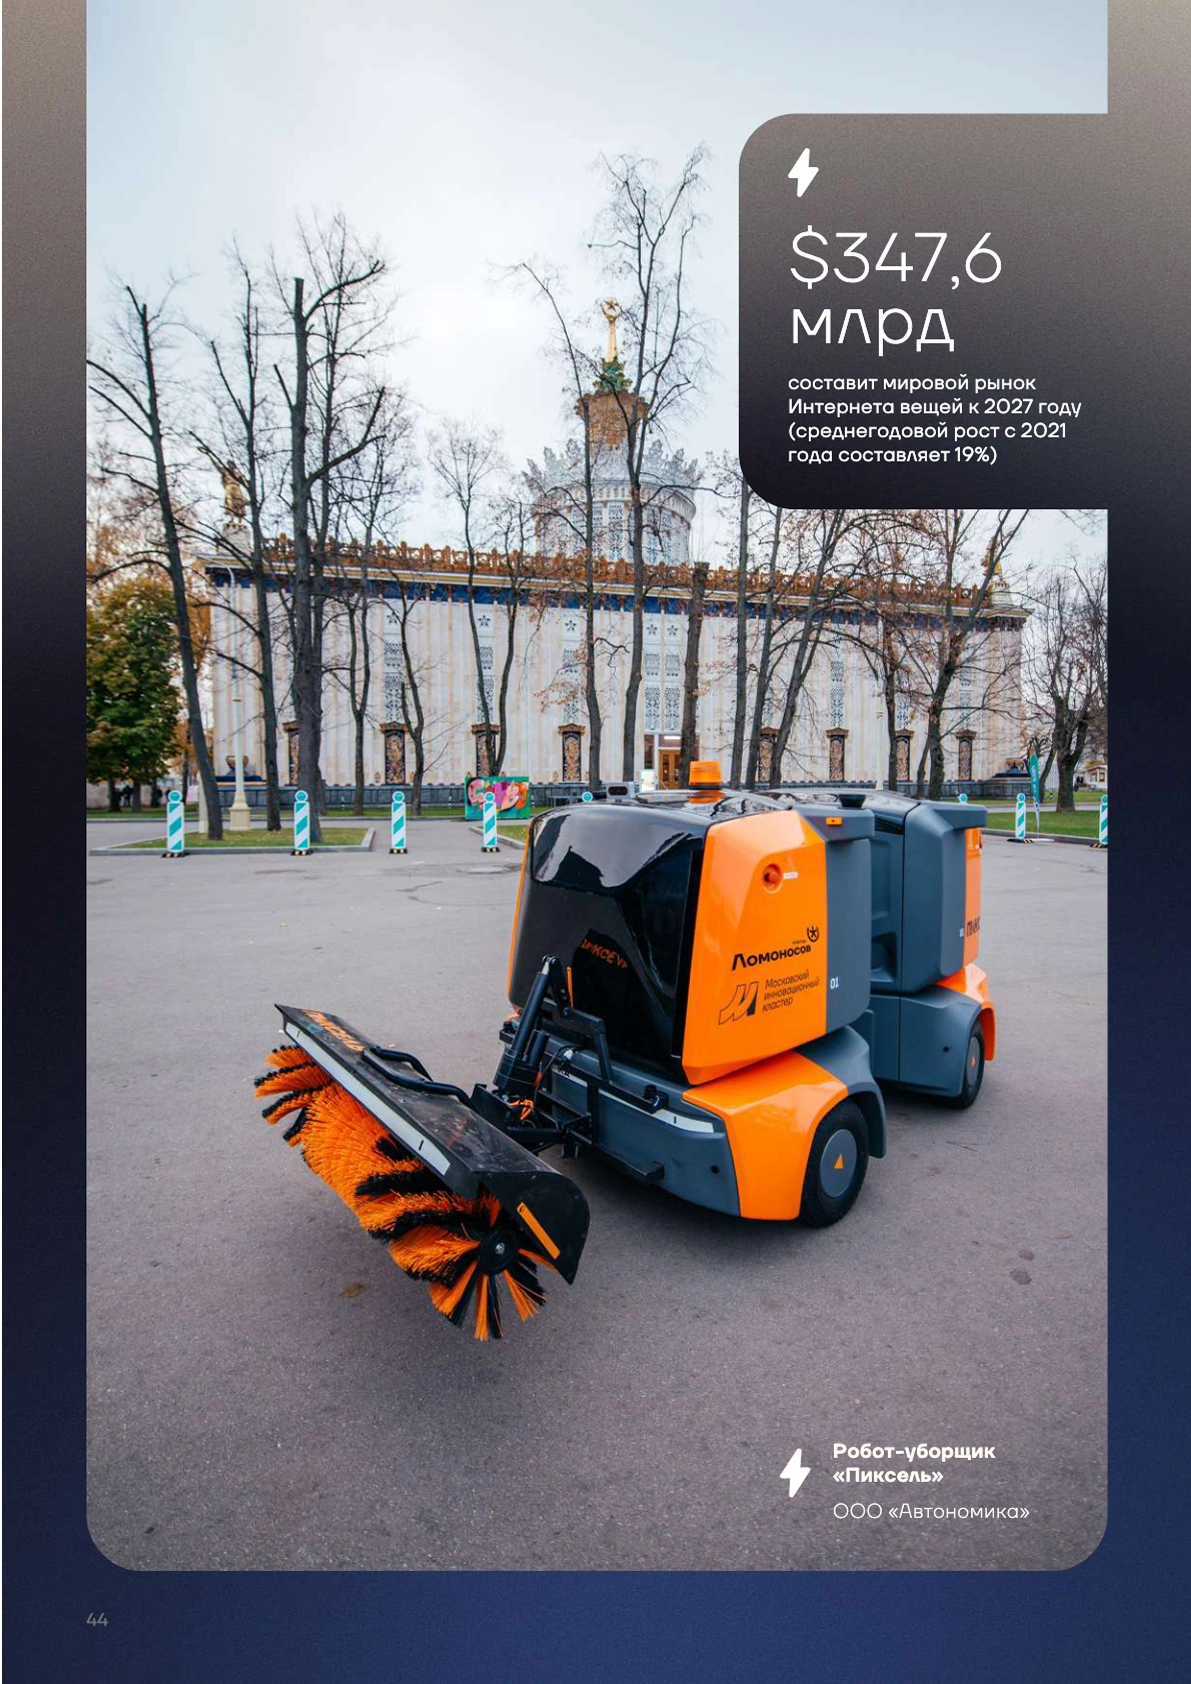 $347,6
млрд
составит мировой рынок
Интернета вещей к 2027 году
(среднегодовой рост с 2021
года составляет 19%)
Ломоносов
Московский
инновационный
кластер
01
Робот-уборщик
«Пиксель»
ООО «Автономика»
44